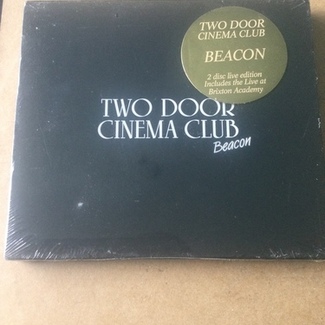 TWO DOOR
CINEMA CLUB
BEACON
2 disc live edition
Includes the Live at
Brixton Academy
TWO DOOR
CINEMA CLUB
Beacon